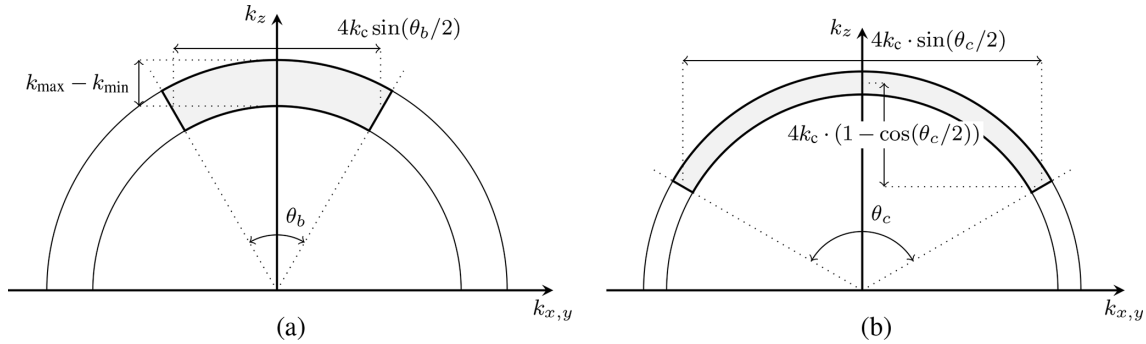 k_z
4k_c sin(θ_b/2)
k_max − k_min
θ_b
k_{x,y}
(a)
k_z
4k_c · sin(θ_c/2)
4k_c · (1 − cos(θ_c/2))
θ_c
k_{x,y}
(b)